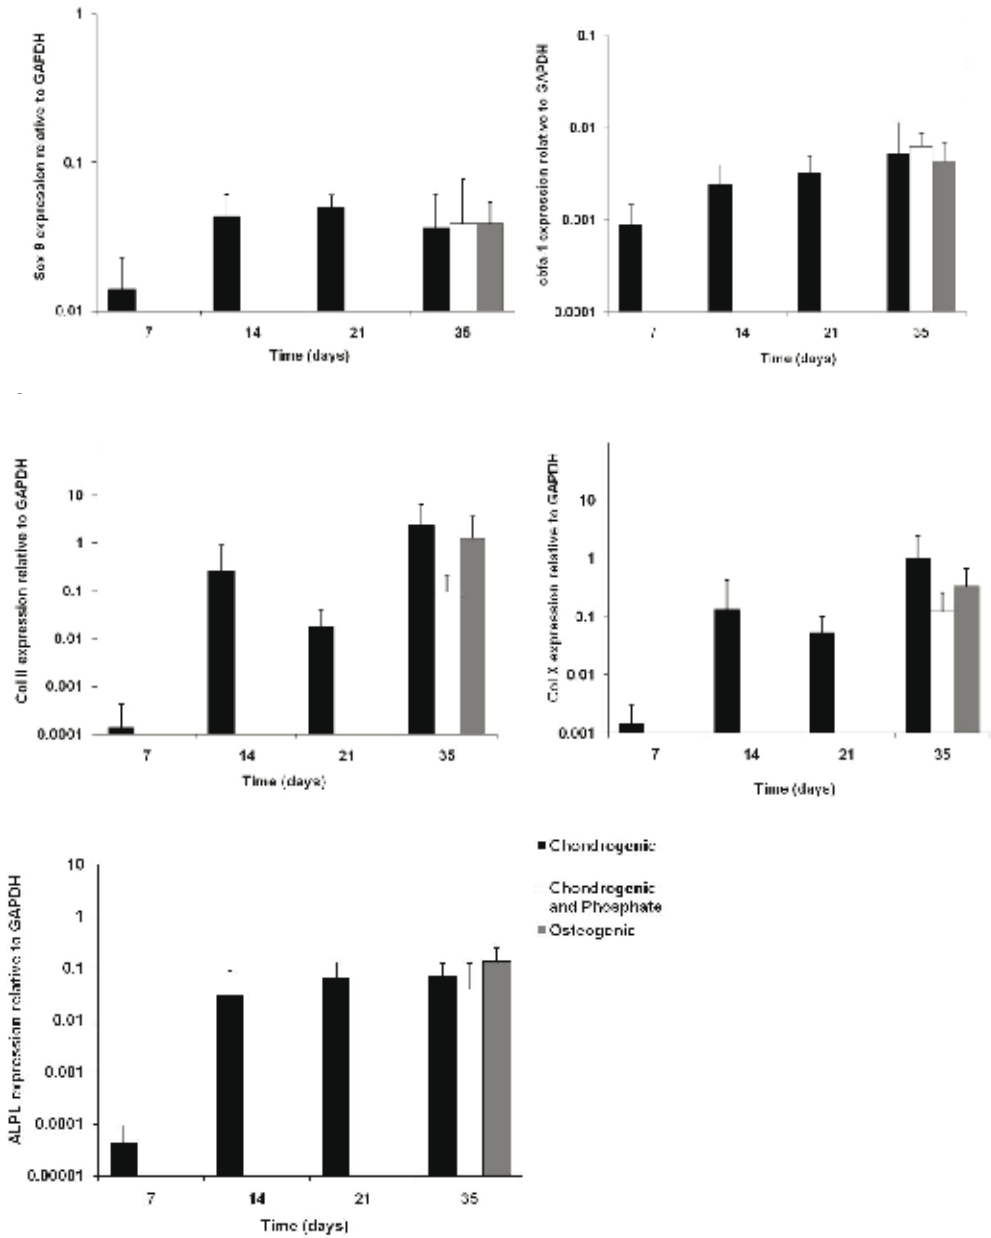 Sox 9 expression relative to GAPDH
1
0.1
0.01
7 14 21 35
Time (days)
cbfa 1 expression relative to GAPDH
0.1
0.01
0.001
0.0001
7 14 21 35
Time (days)
Col II expression relative to GAPDH
10
1
0.1
0.01
0.001
0.0001
7 14 21 35
Time (days)
Col X expression relative to GAPDH
10
1
0.1
0.01
0.001
7 14 21 35
Time (days)
ALPL expression relative to GAPDH
10
1
0.1
0.01
0.001
0.0001
0.00001
7 14 21 35
Time (days)
Chondrogenic
Chondrogenic
and Phosphate
Osteogenic